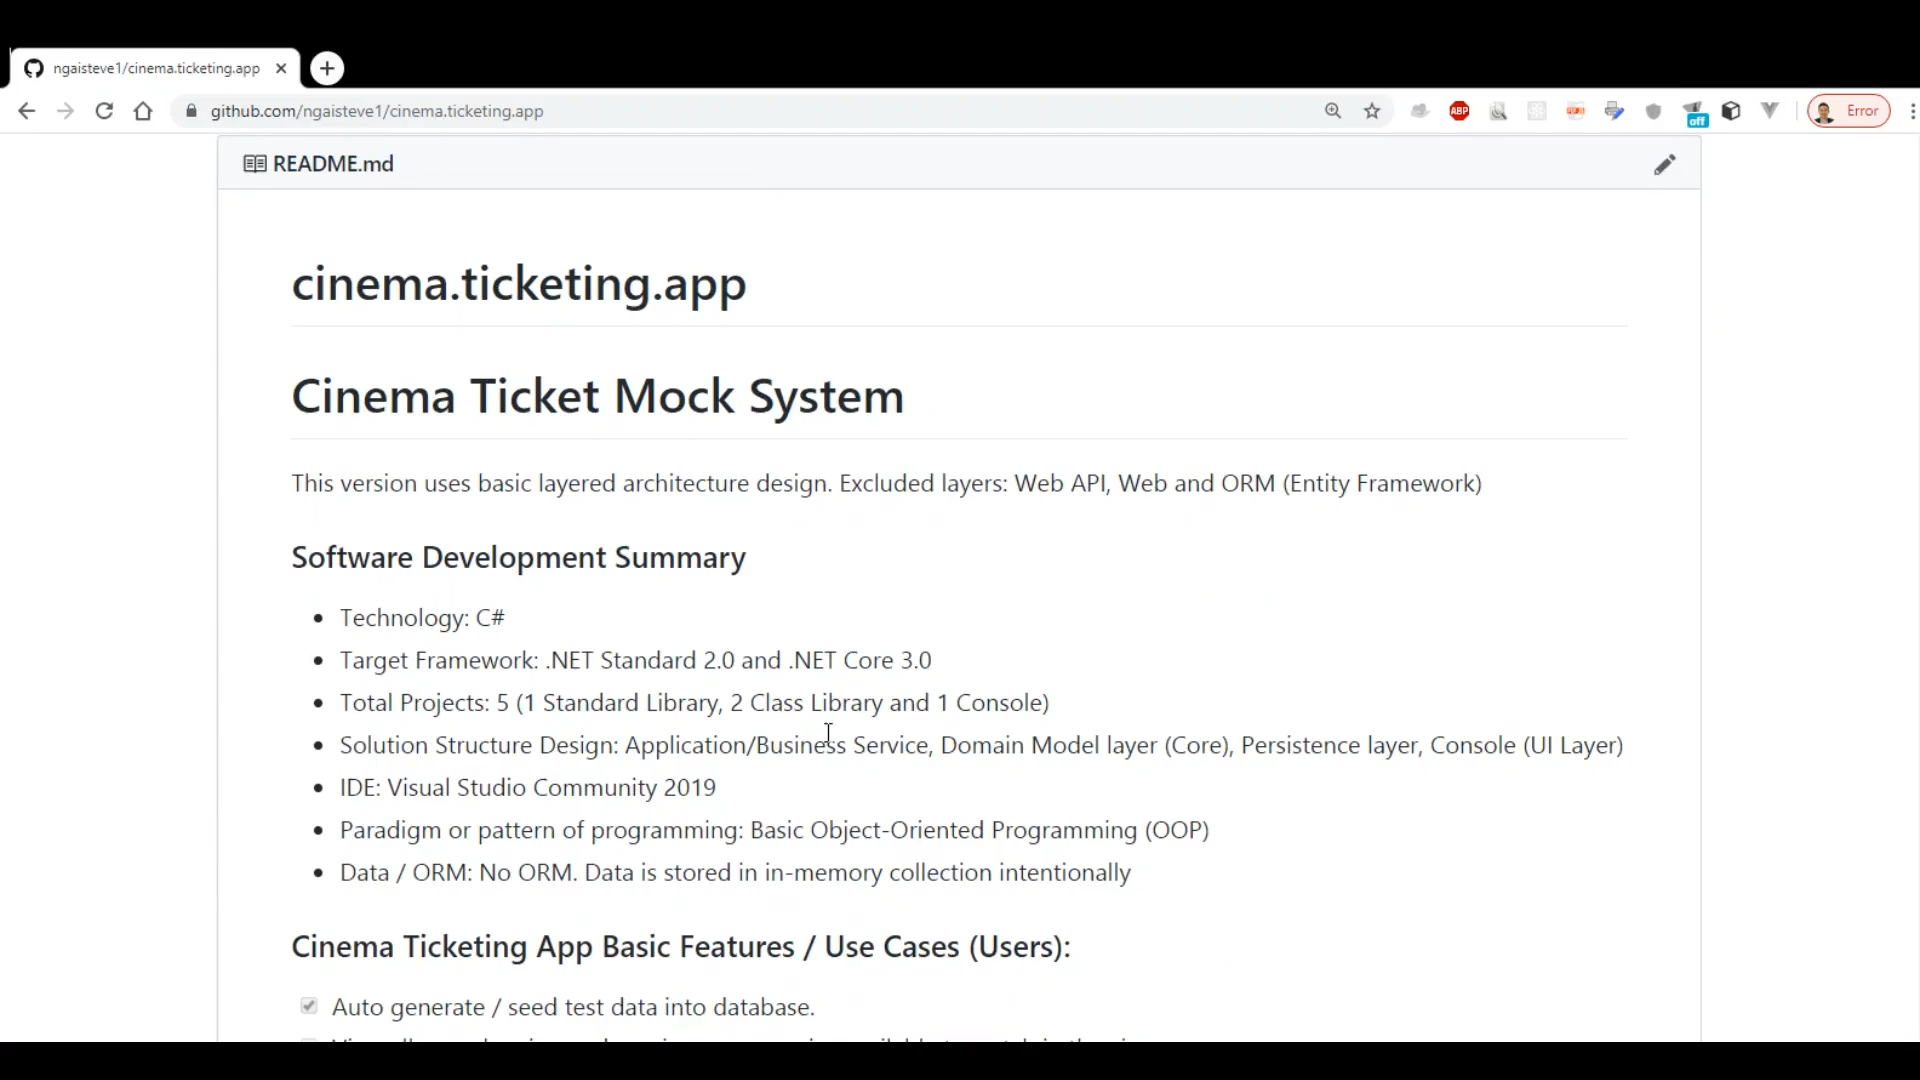 ngaisteve1/cinema.ticketing.app
github.com/ngaisteve1/cinema.ticketing.app
ABP
off
Error
README.md
cinema.ticketing.app
Cinema Ticket Mock System
This version uses basic layered architecture design. Excluded layers: Web API, Web and ORM (Entity Framework)
Software Development Summary
Technology: C#
Target Framework: .NET Standard 2.0 and .NET Core 3.0
Total Projects: 5 (1 Standard Library, 2 Class Library and 1 Console)
Solution Structure Design: Application/Business Service, Domain Model layer (Core), Persistence layer, Console (UI Layer)
IDE: Visual Studio Community 2019
Paradigm or pattern of programming: Basic Object-Oriented Programming (OOP)
Data / ORM: No ORM. Data is stored in in-memory collection intentionally
Cinema Ticketing App Basic Features / Use Cases (Users):
Auto generate / seed test data into database.